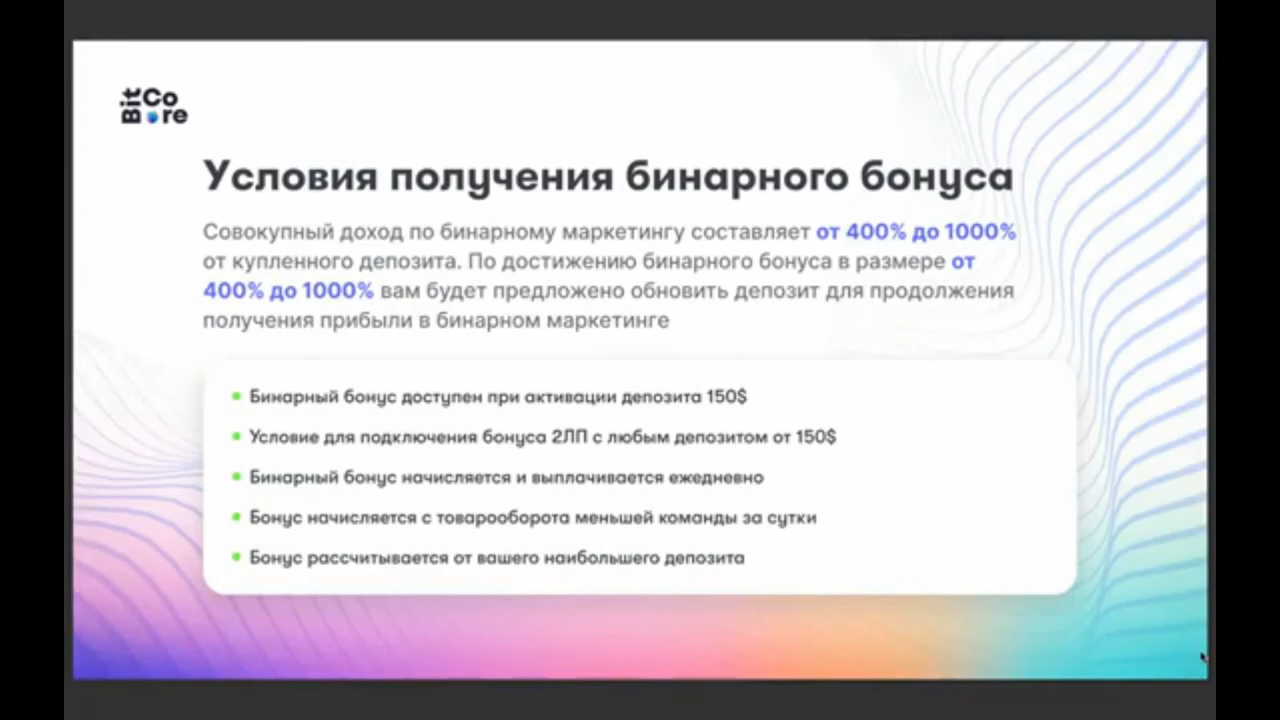 Bit Co
re
Условия получения бинарного бонуса
Совокупный доход по бинарному маркетингу составляет от 400% до 1000%
от купленного депозита. По достижению бинарного бонуса в размере от
400% до 1000% вам будет предложено обновить депозит для продолжения
получения прибыли в бинарном маркетинге
Бинарный бонус доступен при активации депозита 150$
Условие для подключения бонуса 2ЛП с любым депозитом от 150$
Бинарный бонус начисляется и выплачивается ежедневно
Бонус начисляется с товарооборота меньшей команды за сутки
Бонус рассчитывается от вашего наибольшего депозита